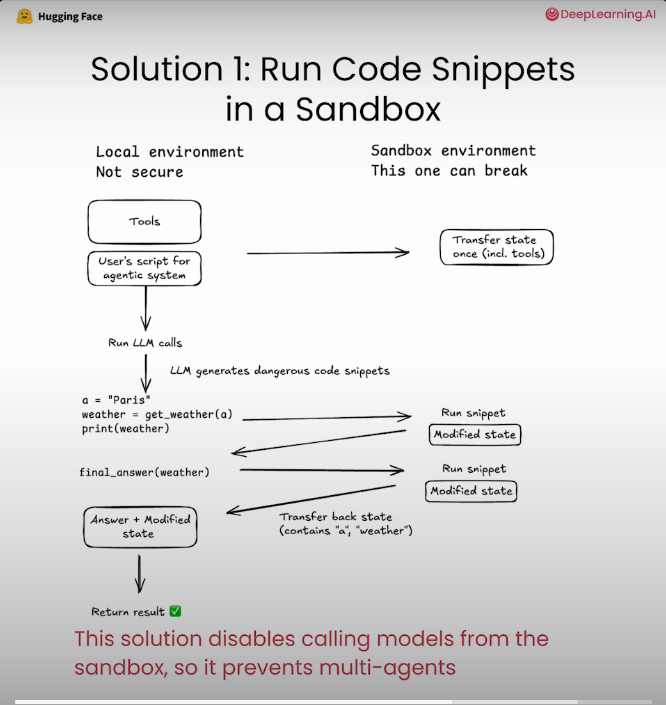 Hugging Face
DeepLearning.AI
Solution 1: Run Code Snippets
in a Sandbox
Local environment
Not secure
Sandbox environment
This one can break
Tools
User's script for
agentic system
Transfer state
once (incl. tools)
Run LLM calls
LLM generates dangerous code snippets
a = "Paris"
weather = get_weather(a)
print(weather)
Run snippet
Modified state
final_answer(weather)
Run snippet
Modified state
Answer + Modified
state
Transfer back state
(contains "a", "weather")
Return result ✅
This solution disables calling models from the
sandbox, so it prevents multi-agents